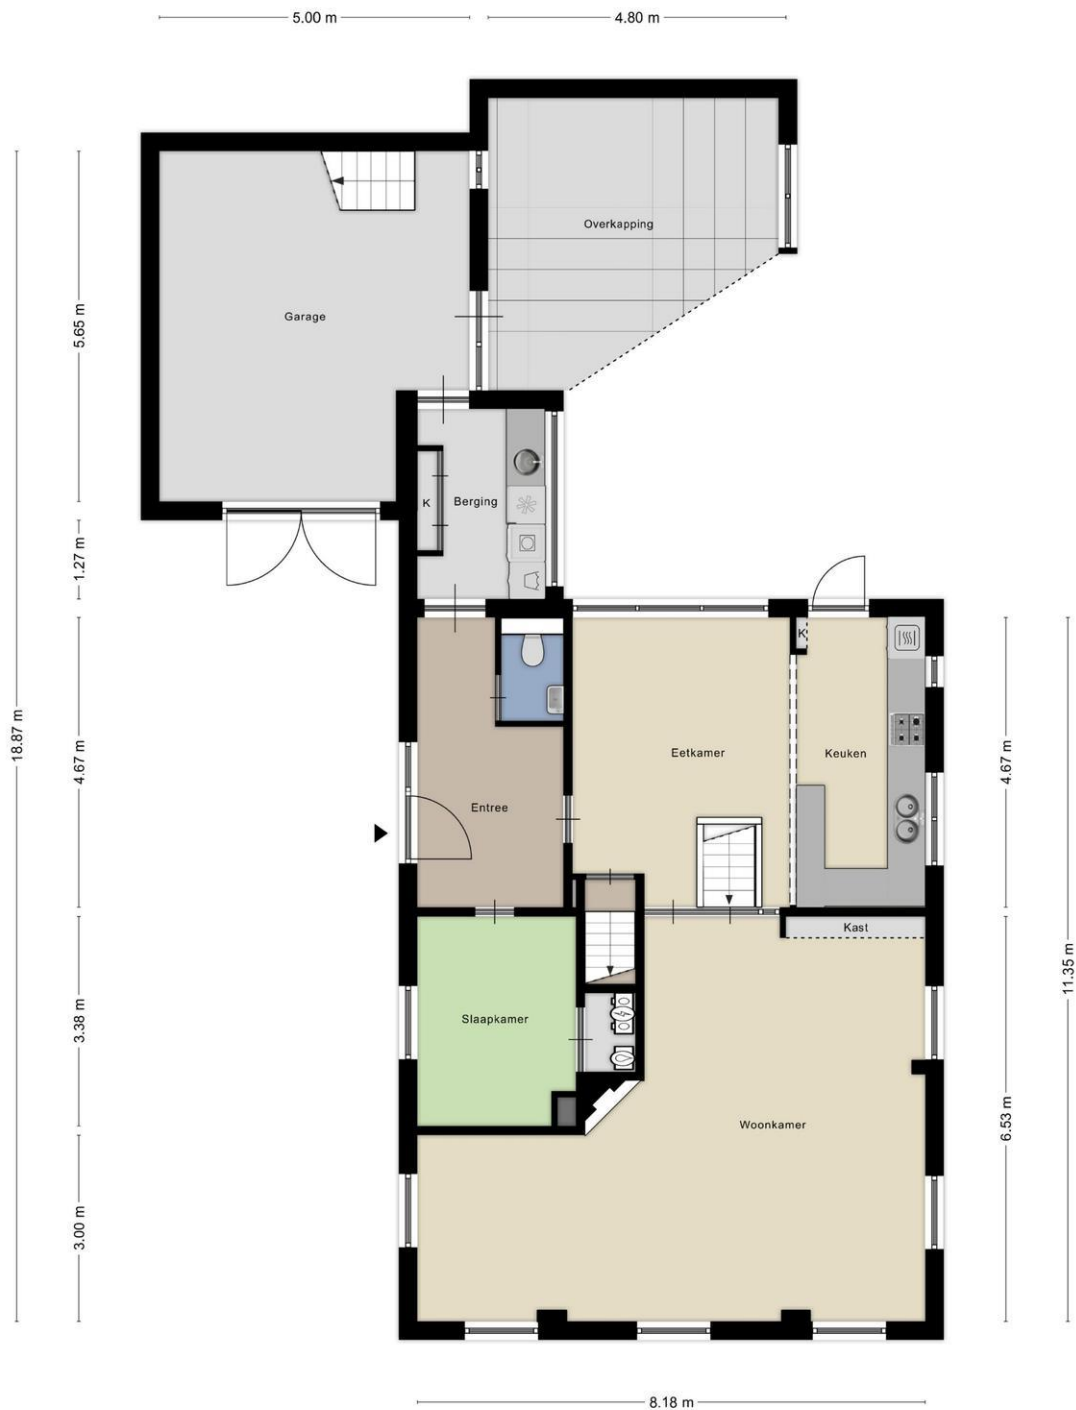 5.00 m
4.80 m
Overkapping
Garage
5.65 m
K
Berging
1.27 m
K
18.87 m
4.67 m
Eetkamer
Keuken
4.67 m
Entree
Kast
11.35 m
3.38 m
Slaapkamer
6.53 m
Woonkamer
3.00 m
8.18 m